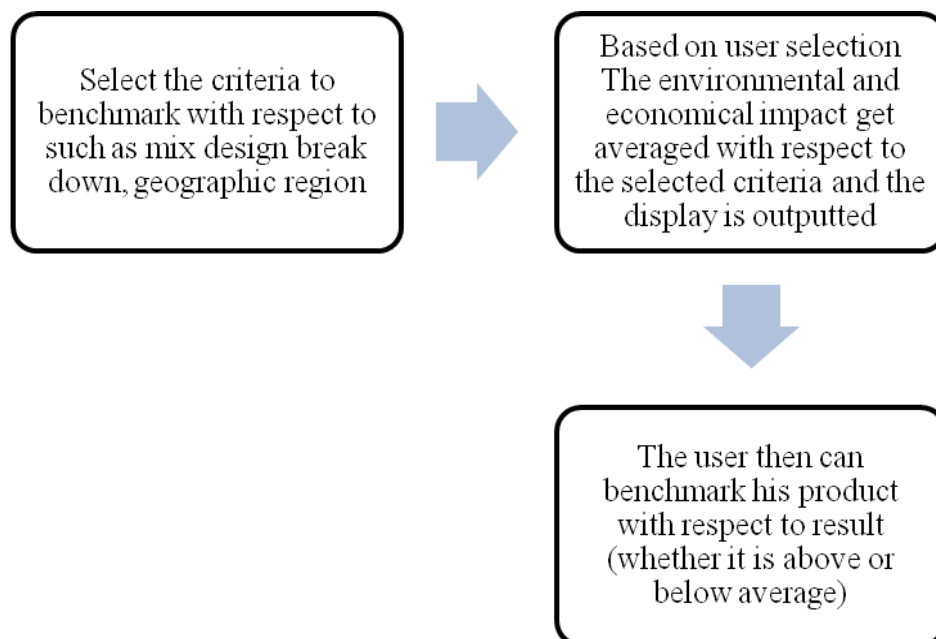 Select the criteria to
benchmark with respect to
such as mix design break
down, geographic region
Based on user selection
The environmental and
economical impact get
averaged with respect to
the selected criteria and the
display is outputted
The user then can
benchmark his product
with respect to result
(whether it is above or
below average)